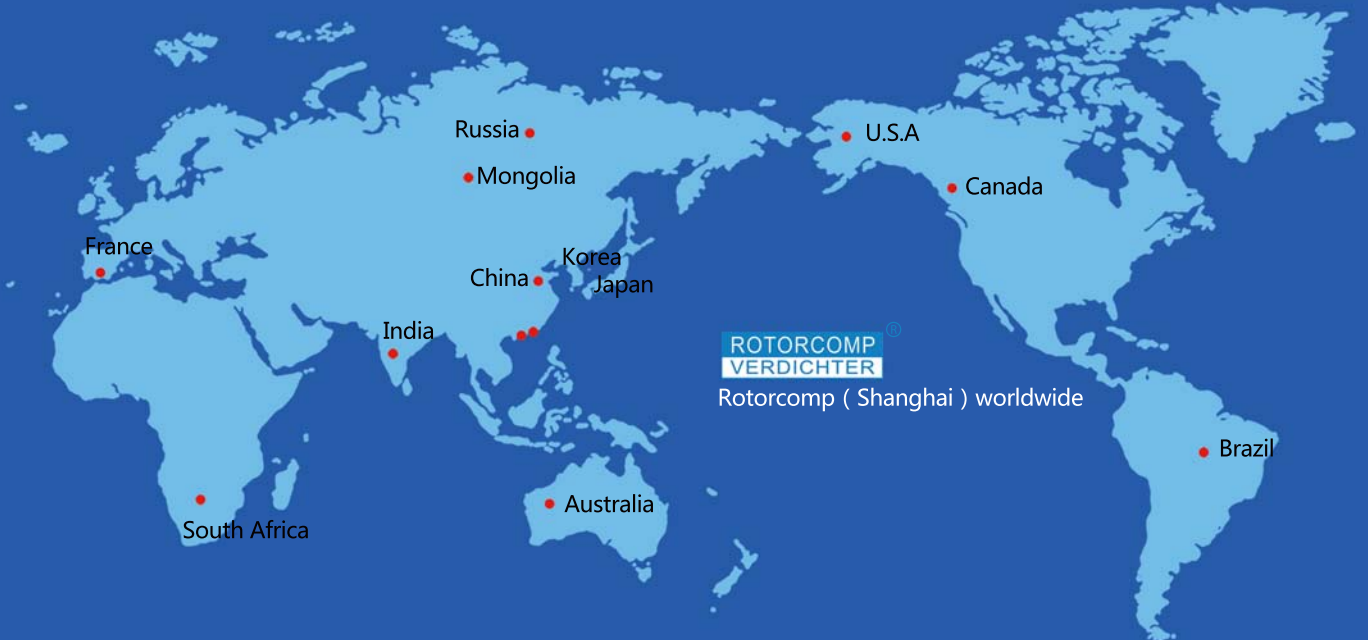 Russia
U.S.A
Mongolia
Canada
France
Korea
China
Japan
India
®
ROTORCOMP
VERDICHTER
Rotorcomp ( Shanghai ) worldwide
Brazil
Australia
South Africa